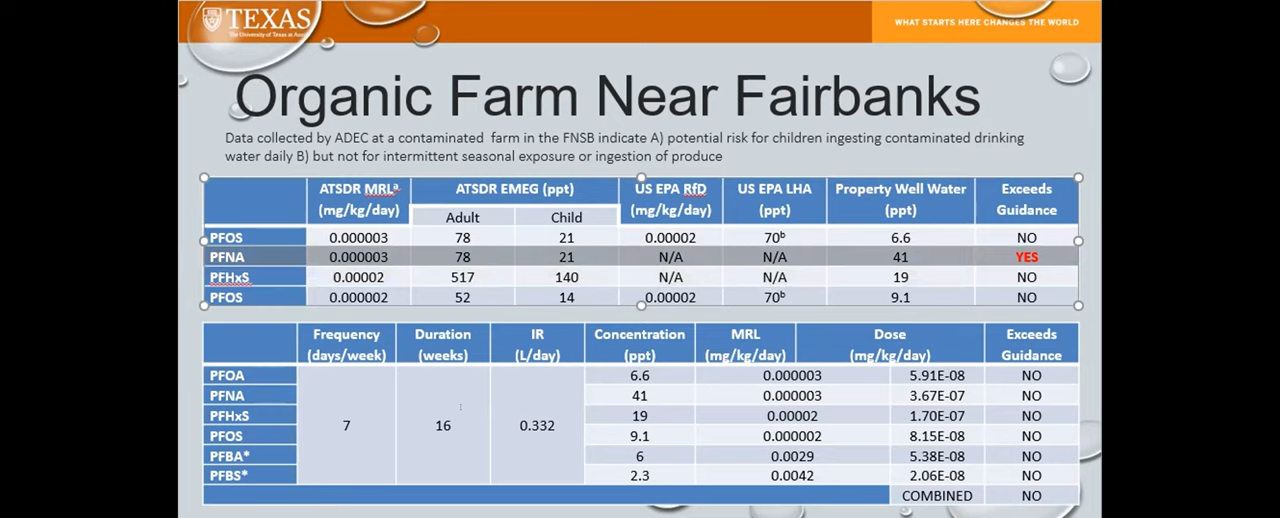 TEXAS
The University of Texas at Austin
WHAT STARTS HERE CHANGES THE WORLD
Organic Farm Near Fairbanks
Data collected by ADEC at a contaminated farm in the FNSB indicate A) potential risk for children ingesting contaminated drinking
water daily B) but not for intermittent seasonal exposure or ingestion of produce
ATSDR MRLa ATSDR EMEG (ppt) US EPA RfD US EPA LHA Property Well Water Exceeds
(mg/kg/day) Adult Child (mg/kg/day) (ppt) (ppt) Guidance
PFOS 0.000003 78 21 0.00002 70b 6.6 NO
PFNA 0.000003 78 21 N/A N/A 41 YES
PFHxS 0.00002 517 140 N/A N/A 19 NO
PFOS 0.000002 52 14 0.00002 70b 9.1 NO
Frequency Duration IR Concentration MRL Dose Exceeds
(days/week) (weeks) (L/day) (ppt) (mg/kg/day) (mg/kg/day) Guidance
PFOA 6.6 0.000003 5.91E-08 NO
PFNA 41 0.000003 3.67E-07 NO
PFHxS 19 0.00002 1.70E-07 NO
7 16 0.332
PFOS 9.1 0.000002 8.15E-08 NO
PFBA* 6 0.0029 5.38E-08 NO
PFBS* 2.3 0.0042 2.06E-08 NO
COMBINED NO